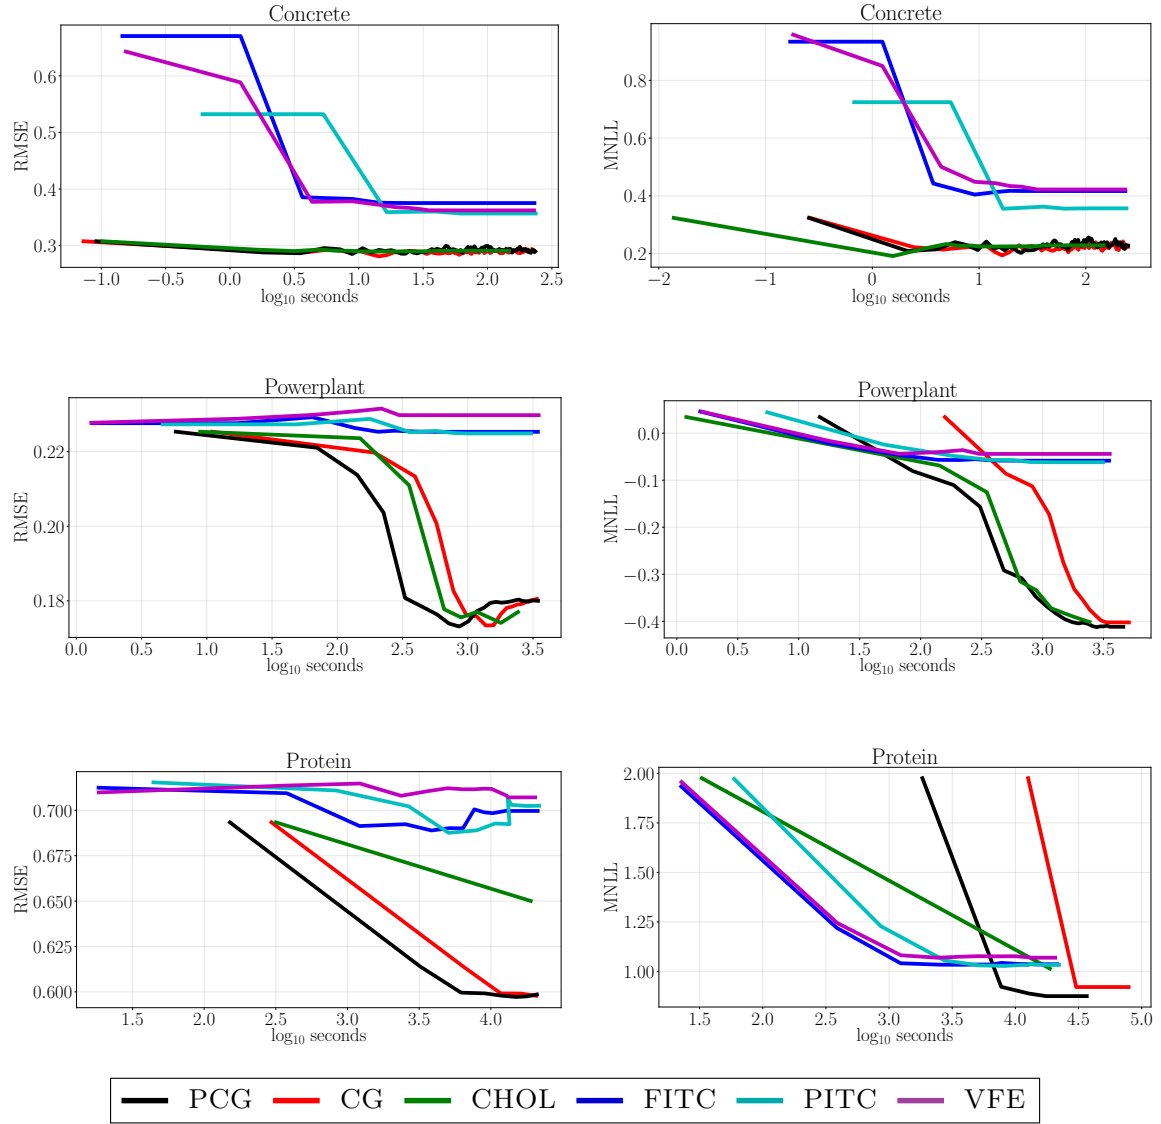 Concrete
RMSE
0.6
0.5
0.4
0.3
−1.0 −0.5 0.0 0.5 1.0 1.5 2.0 2.5
log10 seconds
Concrete
MNLL
0.8
0.6
0.4
0.2
−2 −1 0 1 2
log10 seconds
Powerplant
RMSE
0.22
0.20
0.18
0.0 0.5 1.0 1.5 2.0 2.5 3.0 3.5
log10 seconds
Powerplant
MNLL
0.0
−0.1
−0.2
−0.3
−0.4
0.0 0.5 1.0 1.5 2.0 2.5 3.0 3.5
log10 seconds
Protein
RMSE
0.700
0.675
0.650
0.625
0.600
1.5 2.0 2.5 3.0 3.5 4.0
log10 seconds
Protein
MNLL
2.00
1.75
1.50
1.25
1.00
1.5 2.0 2.5 3.0 3.5 4.0 4.5 5.0
log10 seconds
PCG CG CHOL FITC PITC VFE